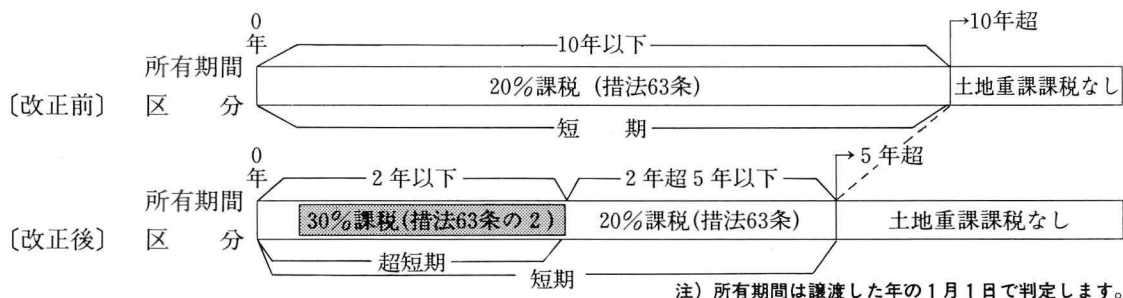 0年
→10年超
10年以下
所有期間
〔改正前〕 区　分
20％課税（措法63条）
土地重課課税なし
短　期
0年
→5年超
2年以下
2年超5年以下
所有期間
〔改正後〕 区　分
30％課税(措法63条の2)
20％課税(措法63条)
土地重課課税なし
超短期
短期
注）所有期間は譲渡した年の1月1日で判定します。